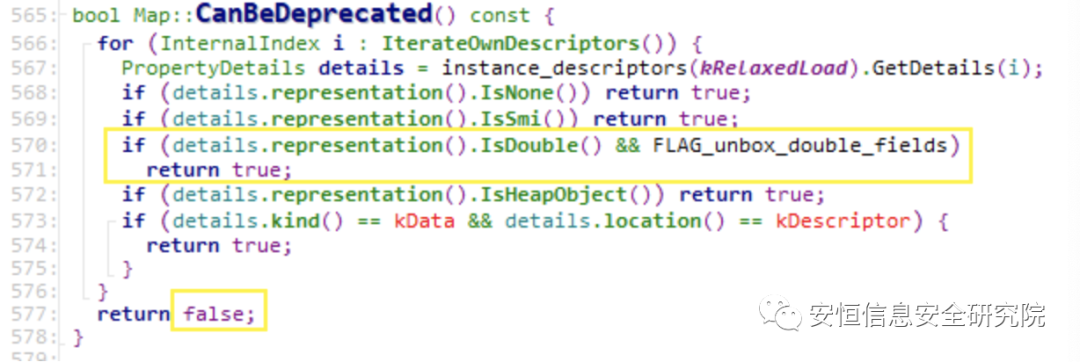 565: bool Map::CanBeDeprecated() const {
566: for (InternalIndex i : IterateOwnDescriptors()) {
567: PropertyDetails details = instance_descriptors(kRelaxedLoad).GetDetails(i);
568: if (details.representation().IsNone()) return true;
569: if (details.representation().IsSmi()) return true;
570: if (details.representation().IsDouble() && FLAG_unbox_double_fields)
571: return true;
572: if (details.representation().IsHeapObject()) return true;
573: if (details.kind() == kData && details.location() == kDescriptor) {
574: return true;
575: }
576: }
577: return false;
578: }
579:
安恒信息安全研究院